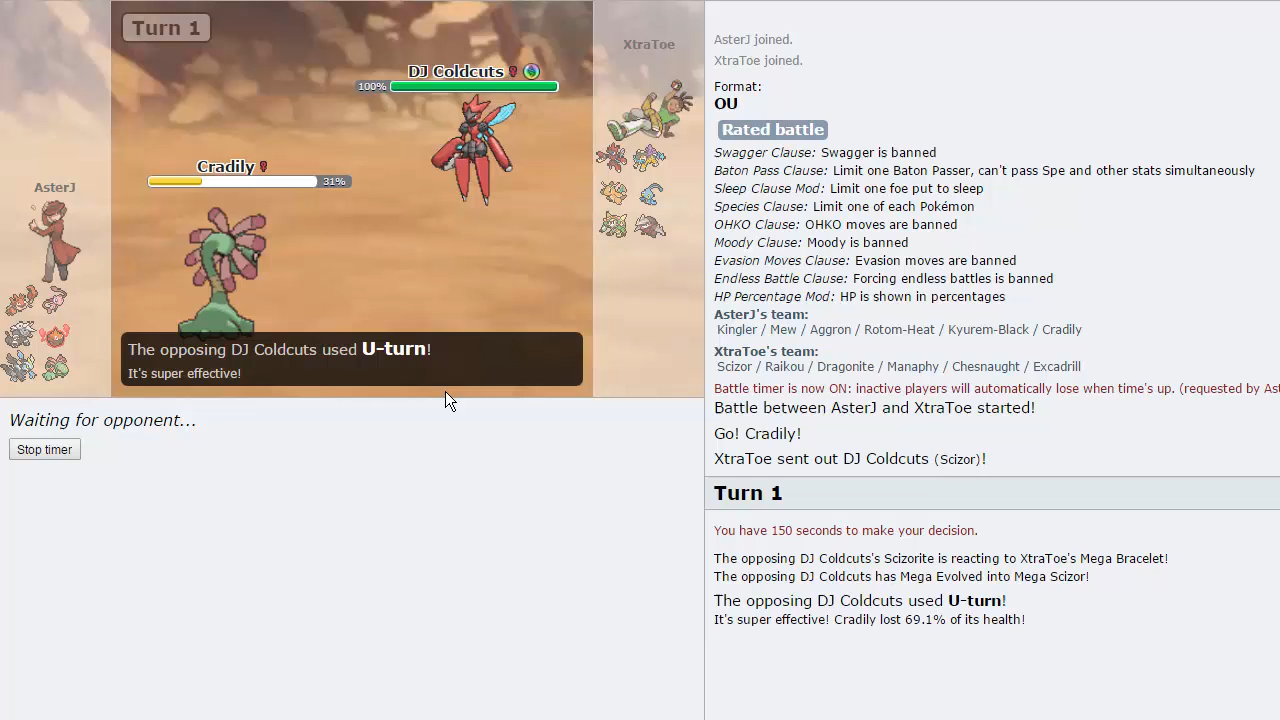 Turn 1
XtraToe
DJ Coldcuts
100%
Cradily
31%
AsterJ
The opposing DJ Coldcuts used U-turn!
It's super effective!
Waiting for opponent...
Stop timer
AsterJ joined.
XtraToe joined.
Format:
OU
Rated battle
Swagger Clause: Swagger is banned
Baton Pass Clause: Limit one Baton Passer, can't pass Spe and other stats simultaneously
Sleep Clause Mod: Limit one foe put to sleep
Species Clause: Limit one of each Pokémon
OHKO Clause: OHKO moves are banned
Moody Clause: Moody is banned
Evasion Moves Clause: Evasion moves are banned
Endless Battle Clause: Forcing endless battles is banned
HP Percentage Mod: HP is shown in percentages
AsterJ's team:
Kingler / Mew / Aggron / Rotom-Heat / Kyurem-Black / Cradily
XtraToe's team:
Scizor / Raikou / Dragonite / Manaphy / Chesnaught / Excadrill
Battle timer is now ON: inactive players will automatically lose when time's up. (requested by Ast
Battle between AsterJ and XtraToe started!
Go! Cradily!
XtraToe sent out DJ Coldcuts (Scizor)!
Turn 1
You have 150 seconds to make your decision.
The opposing DJ Coldcuts's Scizorite is reacting to XtraToe's Mega Bracelet!
The opposing DJ Coldcuts has Mega Evolved into Mega Scizor!
The opposing DJ Coldcuts used U-turn!
It's super effective! Cradily lost 69.1% of its health!